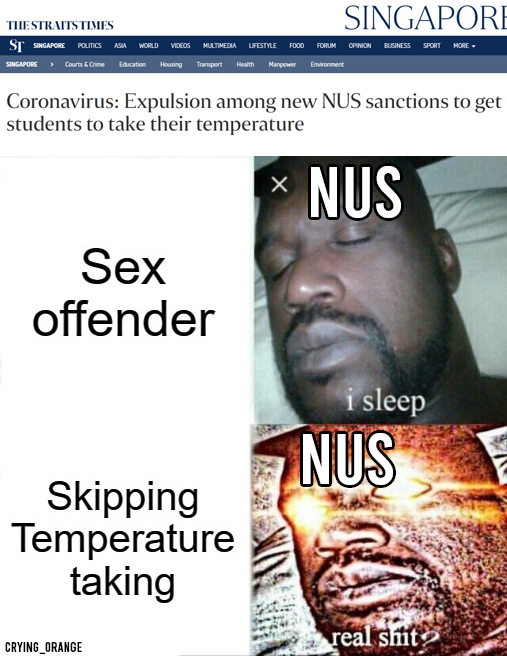 THE STRAITS TIMES
SINGAPORE
ST SINGAPORE POLITICS ASIA WORLD VIDEOS MULTIMEDIA LIFESTYLE FOOD FORUM OPINION BUSINESS SPORT MORE
SINGAPORE > Courts & Crime Education Housing Transport Health Manpower Environment
Coronavirus: Expulsion among new NUS sanctions to get
students to take their temperature
NUS
Sex
offender
i sleep
NUS
Skipping
Temperature
taking
real shit?
CRYING_ORANGE